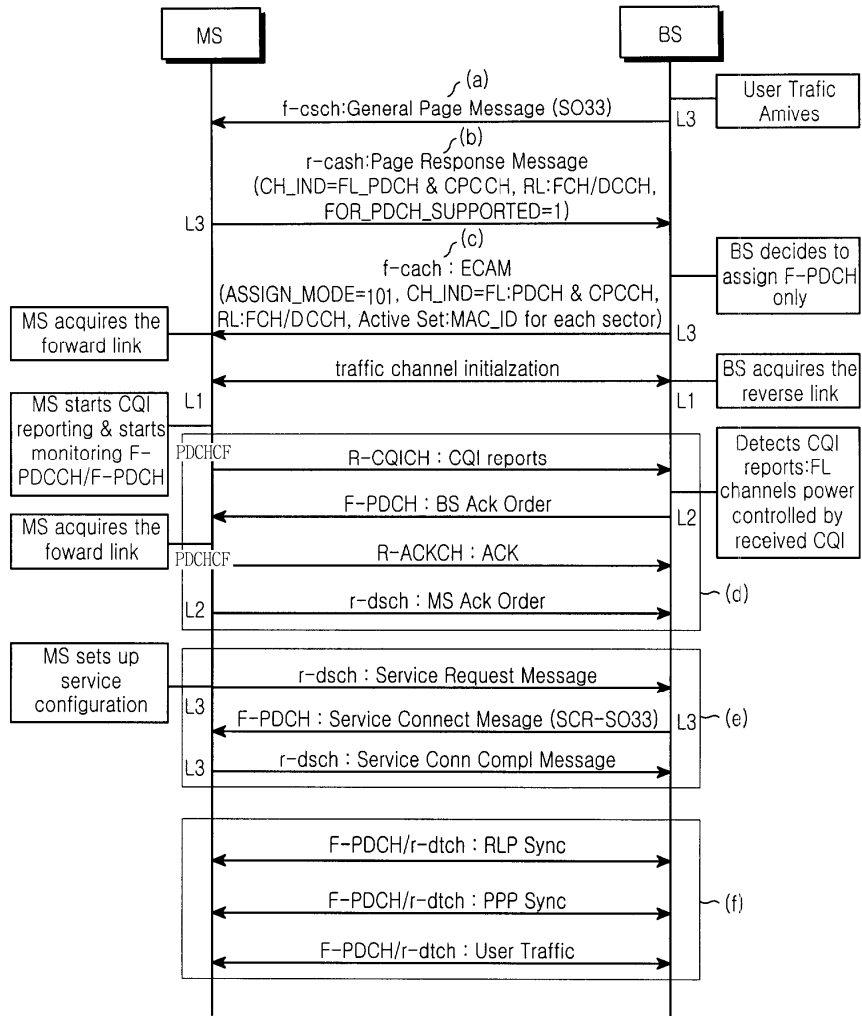 MS
BS
(a)
f-csch:General Page Message (SO33)
L3
User Trafic
Amives
(b)
r-cash:Page Response Message
(CH_IND=FL_PDCH & CPCCH, RL:FCH/DCCH,
FOR_PDCH_SUPPORTED=1)
L3
(c)
f-cach : ECAM
(ASSIGN_MODE=101, CH_IND=FL:PDCH & CPCCH,
RL:FCH/DCCH, Active Set:MAC_ID for each sector)
L3
BS decides to
assign F-PDCH
only
MS acquires the
forward link
traffic channel initialzation
BS acquires the
reverse link
L1
L1
MS starts CQI
reporting & starts
monitoring F-
PDCCH/F-PDCH
PDCHCF
R-CQICH : CQI reports
Detects CQI
reports:FL
channels power
controlled by
received CQI
F-PDCH : BS Ack Order
L2
MS acquires the
foward link
PDCHCF
R-ACKCH : ACK
(d)
L2
r-dsch : MS Ack Order
MS sets up
service
configuration
r-dsch : Service Request Message
L3
F-PDCH : Service Connect Mesage (SCR-SO33)
L3
(e)
L3
r-dsch : Service Conn Compl Message
F-PDCH/r-dtch : RLP Sync
F-PDCH/r-dtch : PPP Sync
(f)
F-PDCH/r-dtch : User Traffic